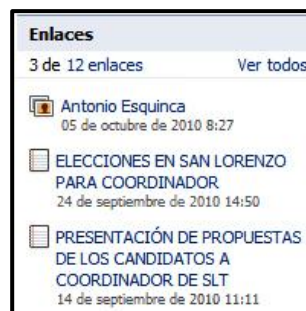 Enlaces
3 de 12 enlaces Ver todos
Antonio Esquinca
05 de octubre de 2010 8:27
ELECCIONES EN SAN LORENZO
PARA COORDINADOR
24 de septiembre de 2010 14:50
PRESENTACIÓN DE PROPUESTAS
DE LOS CANDIDATOS A
COORDINADOR DE SLT
14 de septiembre de 2010 11:11